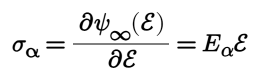 σ_α = ∂ψ_∞(ℰ) / ∂ℰ = E_α ℰ